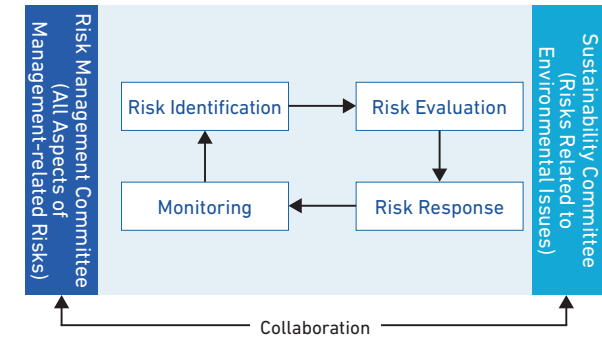 Risk Management Committee
(All Aspects of
Management-related Risks)
Risk Identification
Risk Evaluation
Monitoring
Risk Response
Sustainability Committee
(Risks Related to
Environmental Issues)
Collaboration